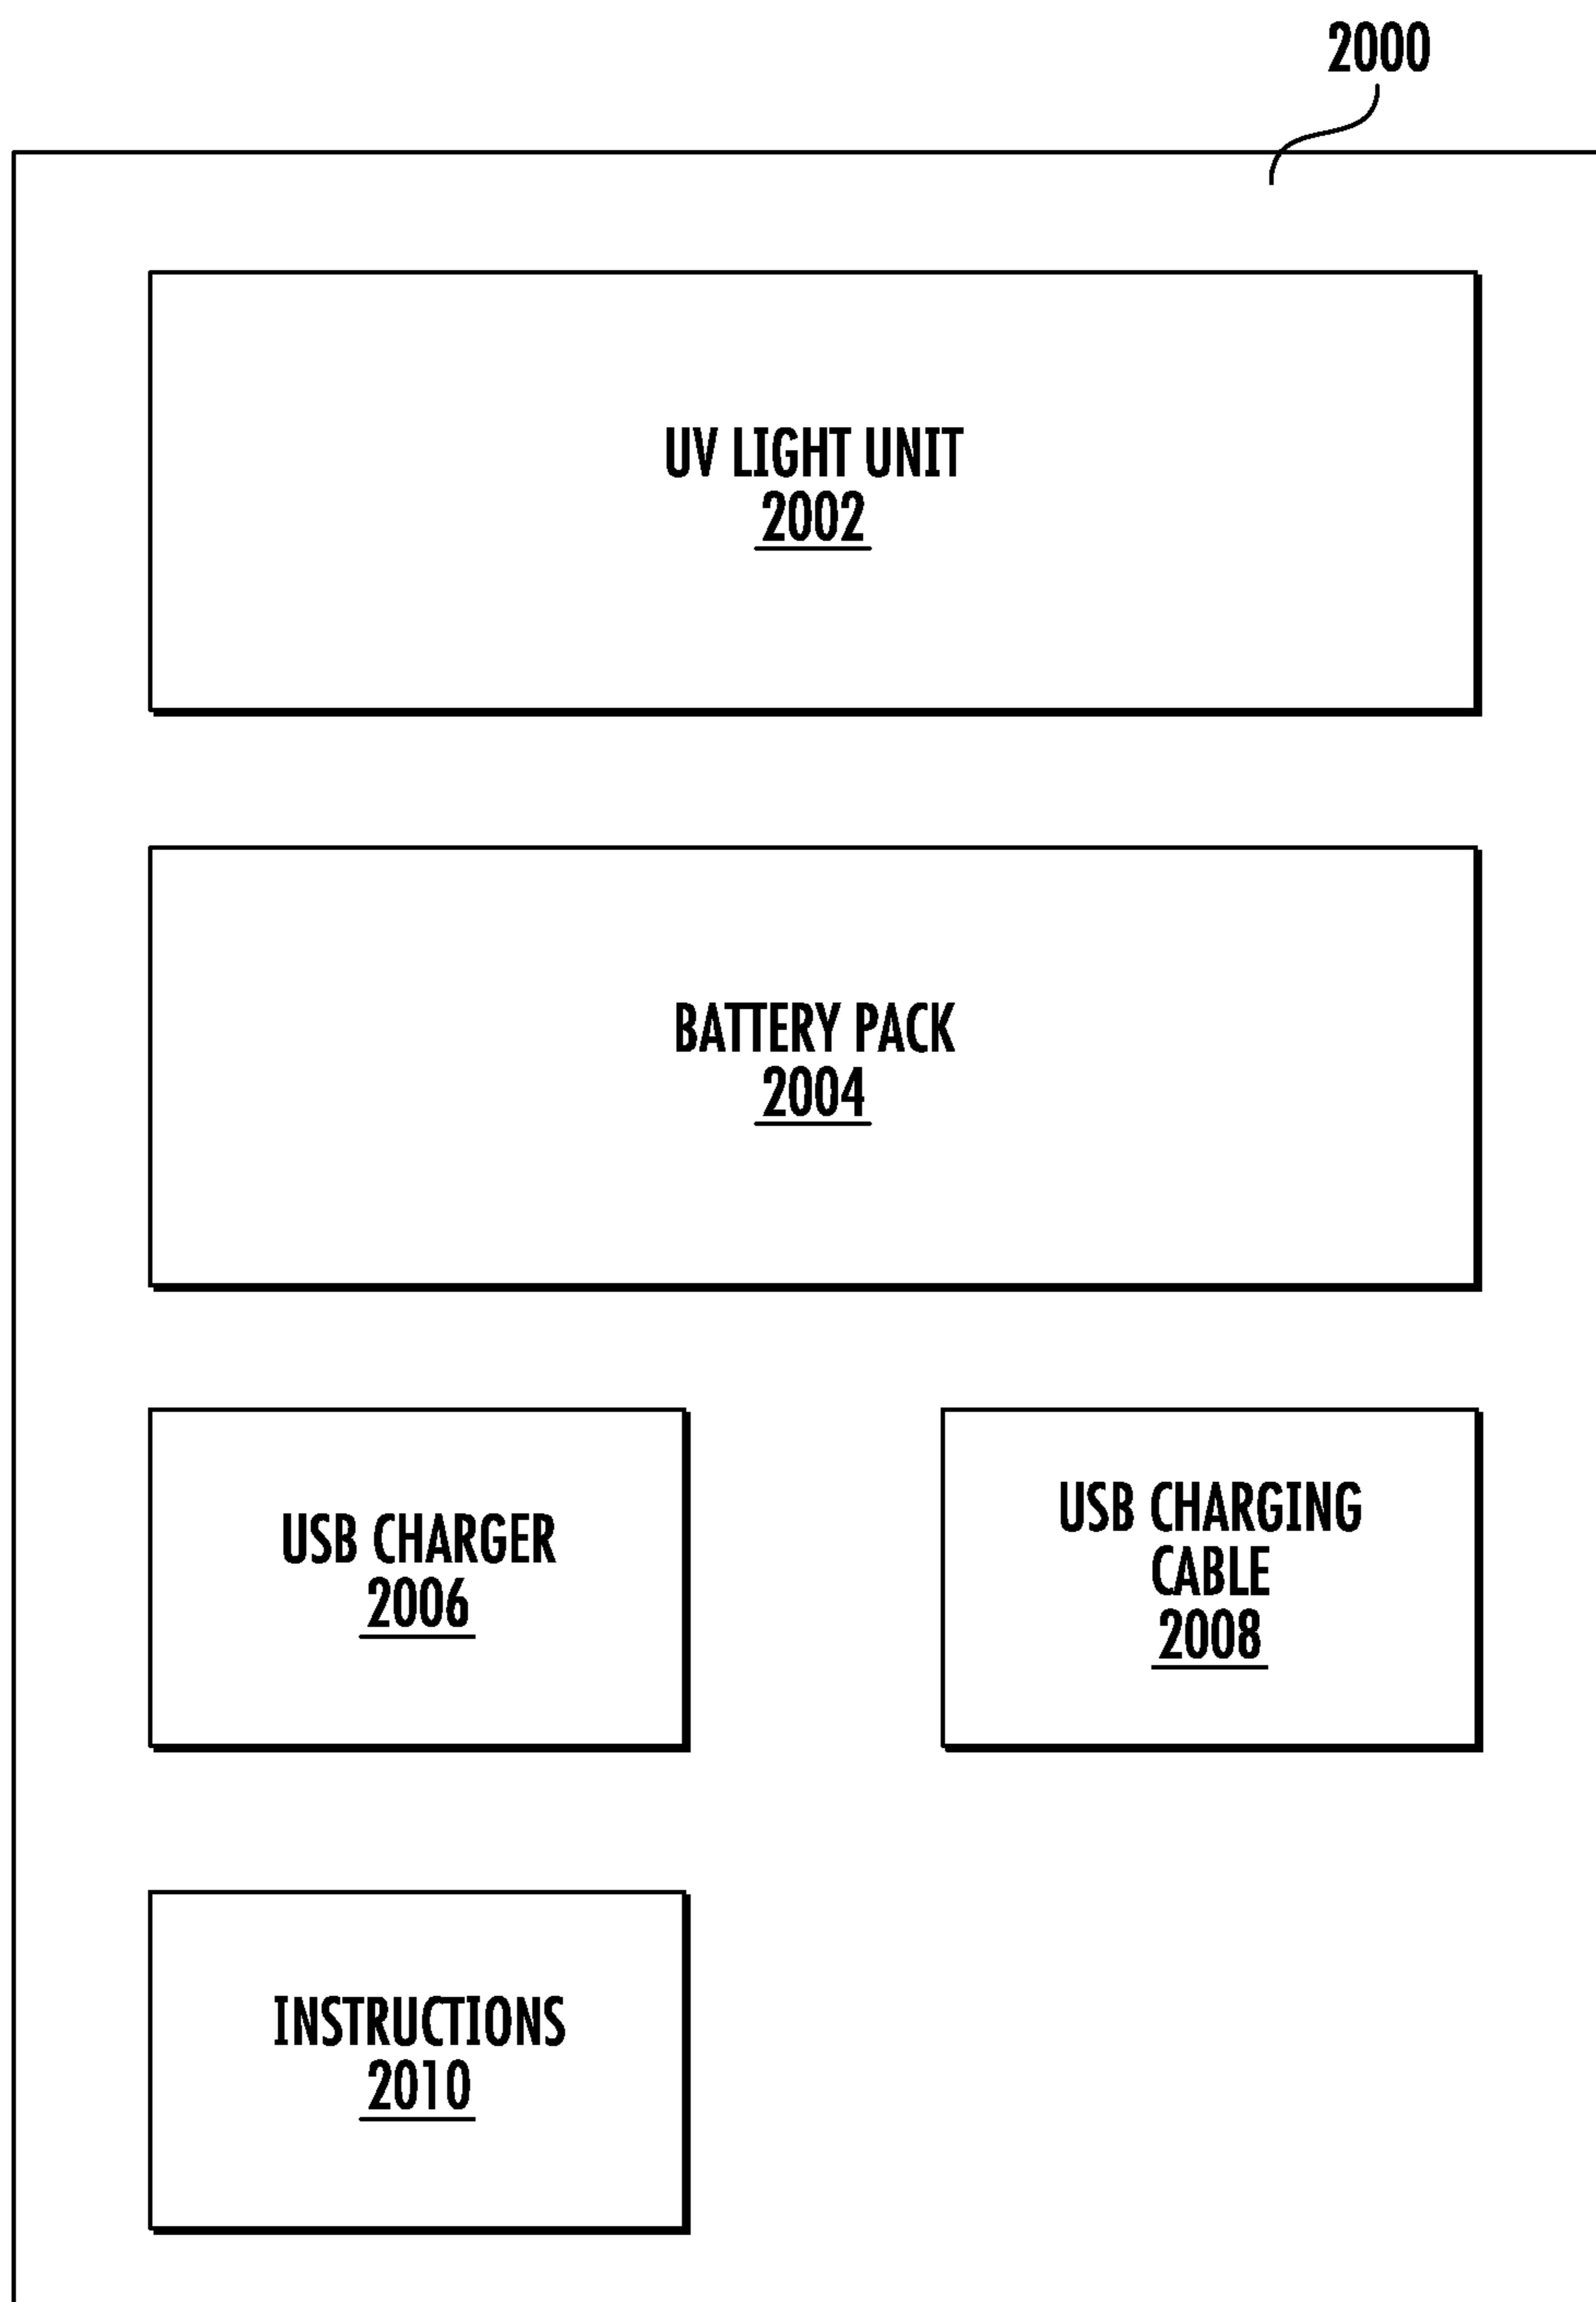 2000
UV LIGHT UNIT
2002
BATTERY PACK
2004
USB CHARGER
2006
USB CHARGING
CABLE
2008
INSTRUCTIONS
2010